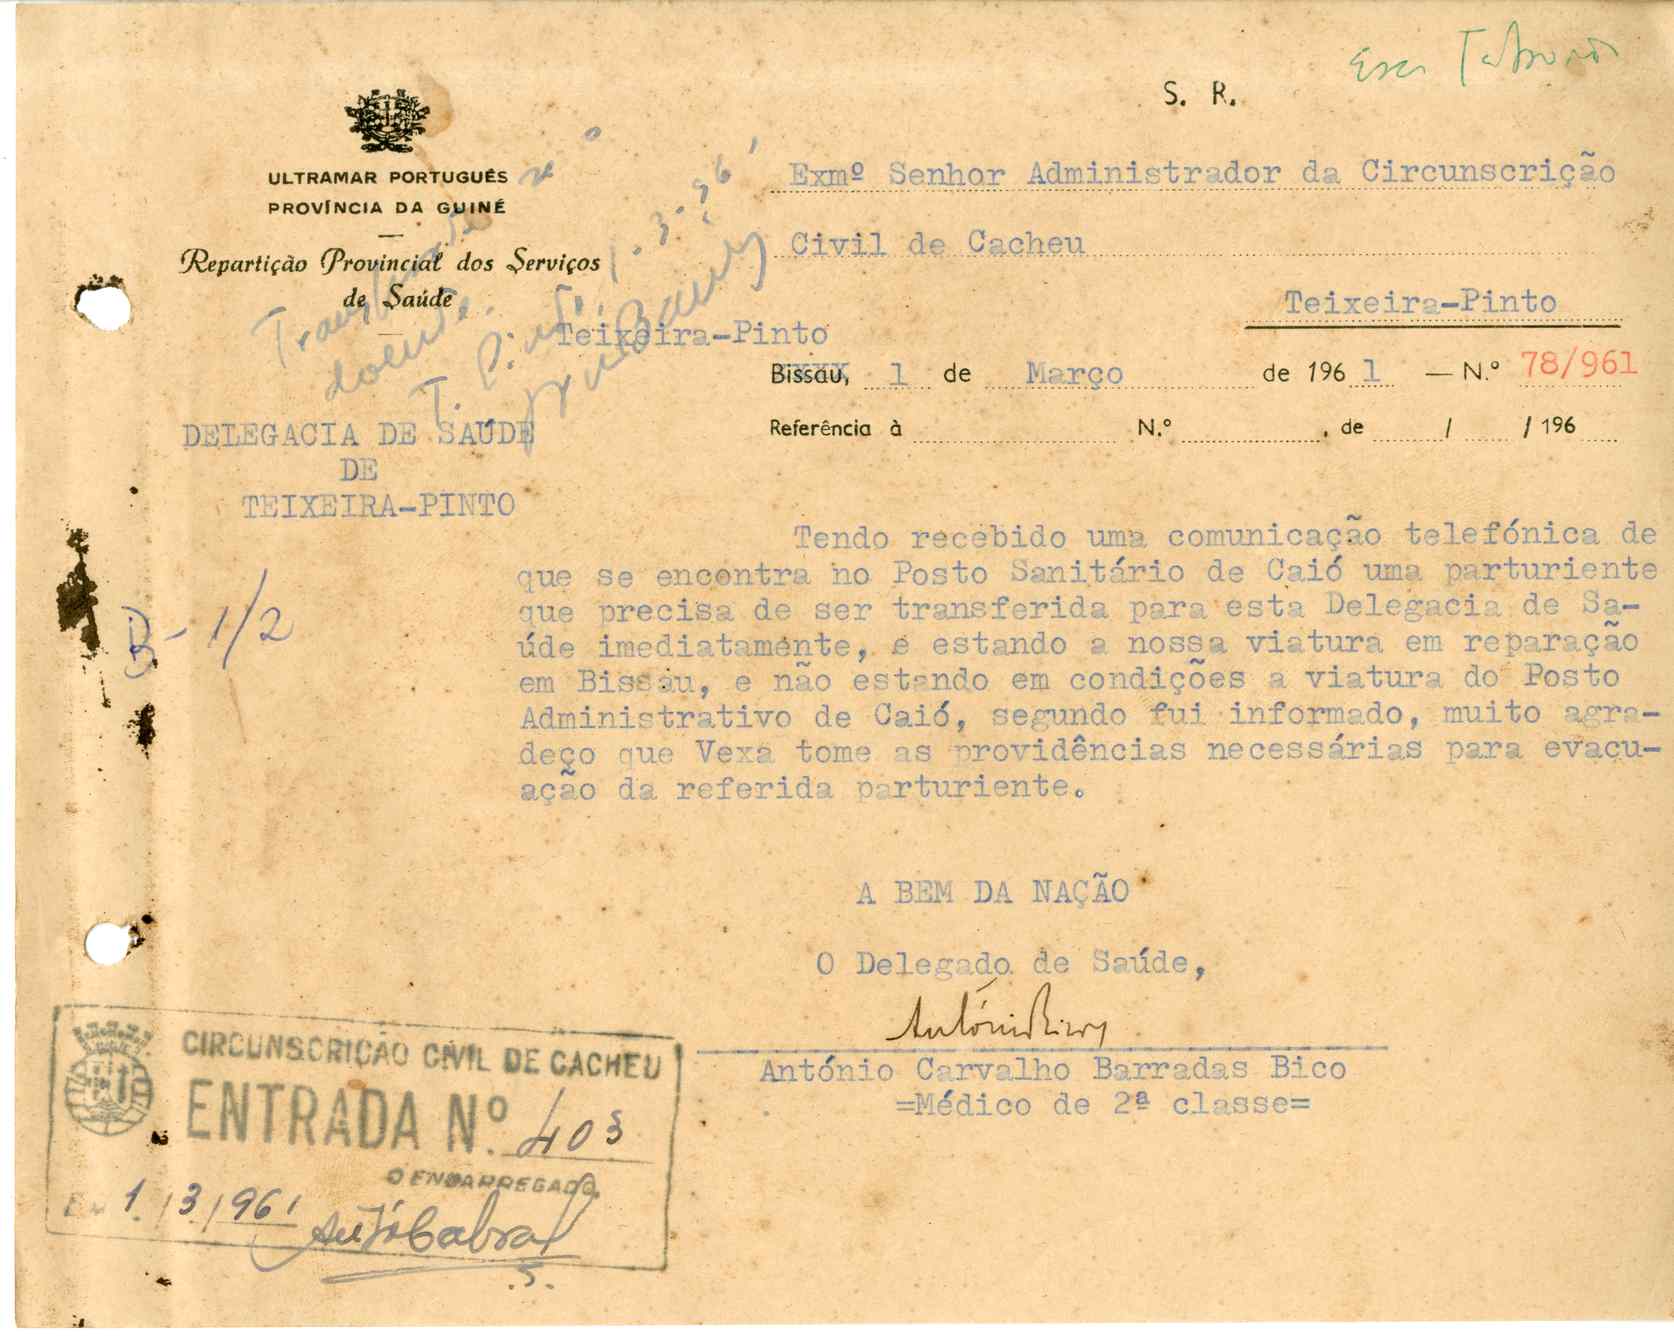 S. R.
ULTRAMAR PORTUGUÊS
PROVÍNCIA DA GUINÉ
Repartição Provincial dos Serviços
de Saúde
Exmº Senhor Administrador da Circunscrição
Civil de Cacheu
Teixeira-Pinto
Teixeira-Pinto
Bissau, 1 de Março de 1961 — N.º 78/961
Referência à N.º , de / / 196
doente.
T. Pinto, 1.3.961
DELEGACIA DE SAÚDE
DE
TEIXEIRA-PINTO
B - 1/2
Tendo recebido uma comunicação telefónica de
que se encontra no Posto Sanitário de Caió uma parturiente
que precisa de ser transferida para esta Delegacia de Sa-
úde imediatamente, e estando a nossa viatura em reparação
em Bissau, e não estando em condições a viatura do Posto
Administrativo de Caió, segundo fui informado, muito agra-
deço que Vexa tome as providências necessárias para evacu-
ação da referida parturiente.
A BEM DA NAÇÃO
O Delegado de Saúde,
António Carvalho Barradas Bico
=Médico de 2ª classe=
CIRCUNSCRIÇÃO CIVIL DE CACHEU
ENTRADA Nº. 403
O ENCARREGADO,
Em 1/3/961